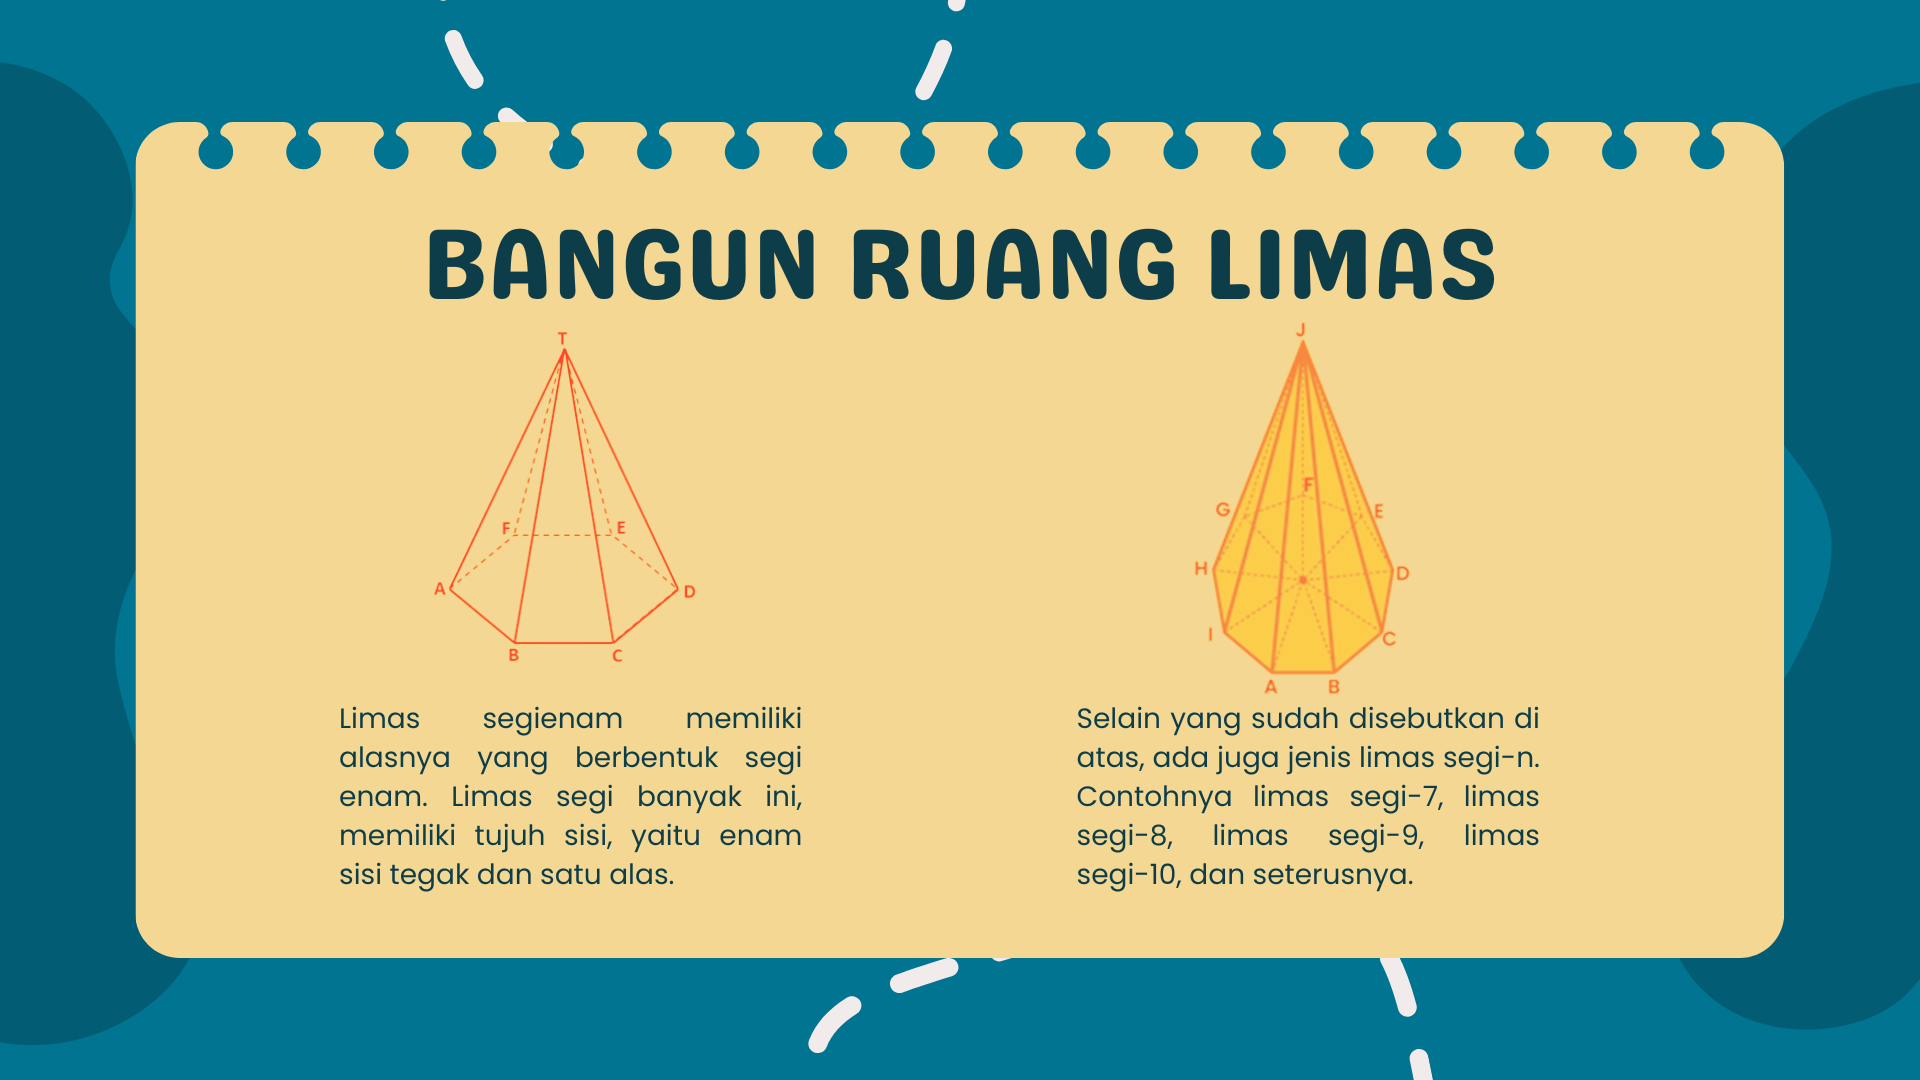 BANGUN RUANG LIMAS
T
F
E
A
D
B
C
Limas segienam memiliki
alasnya yang berbentuk segi
enam. Limas segi banyak ini,
memiliki tujuh sisi, yaitu enam
sisi tegak dan satu alas.
J
F
G
E
H
D
I
C
A
B
Selain yang sudah disebutkan di
atas, ada juga jenis limas segi-n.
Contohnya limas segi-7, limas
segi-8, limas segi-9, limas
segi-10, dan seterusnya.